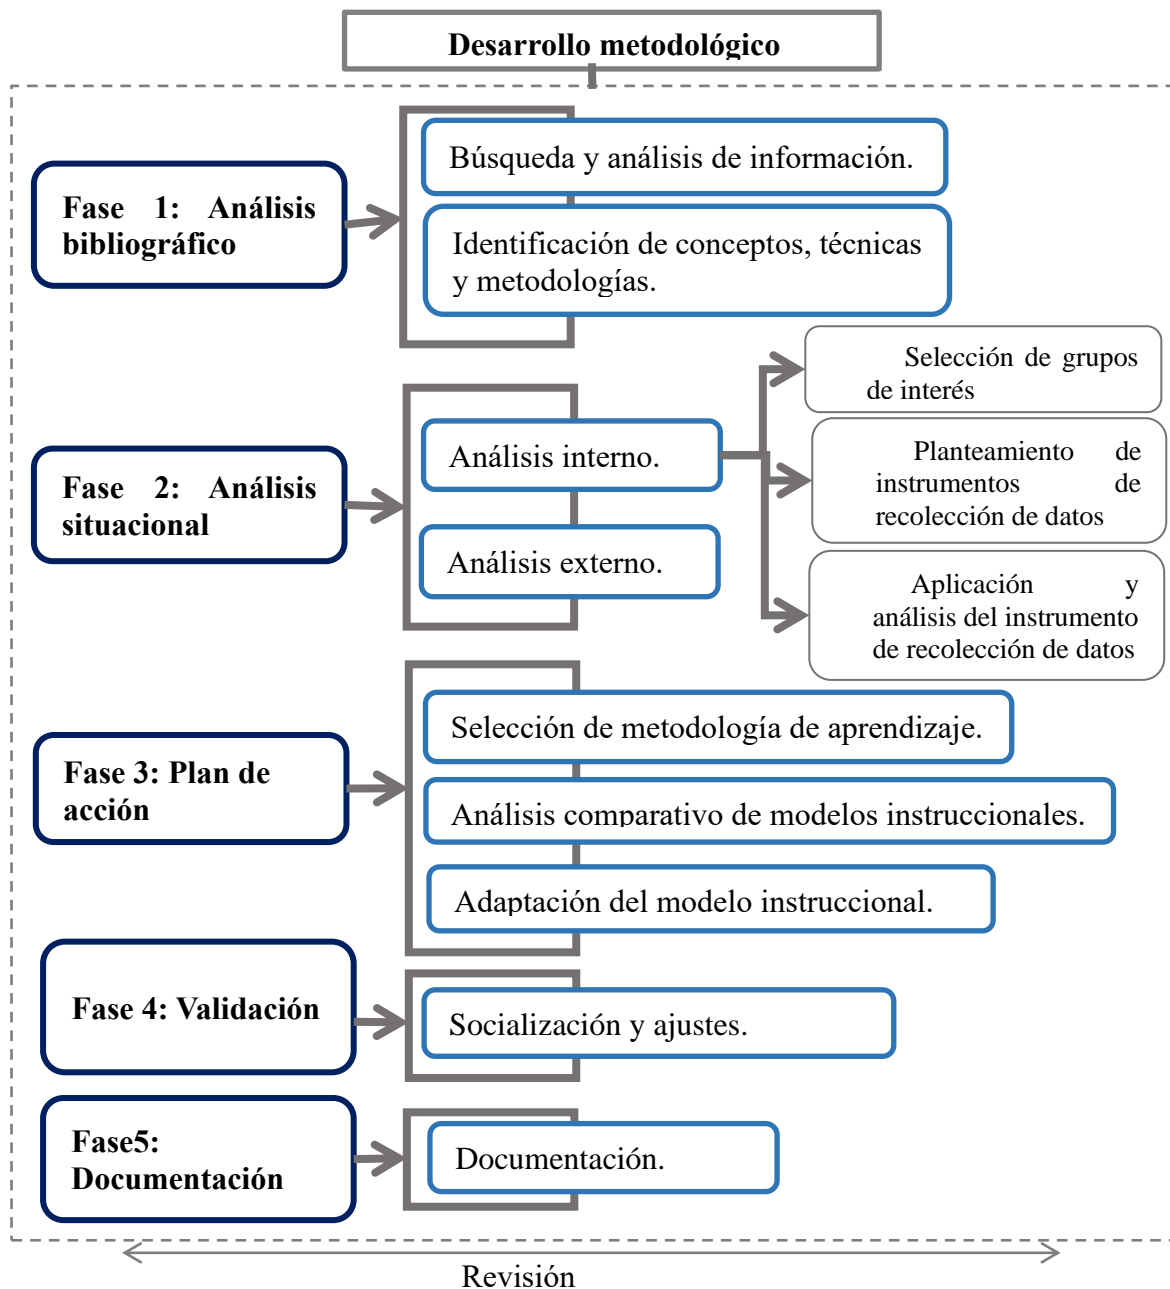 Desarrollo metodológico
Fase 1: Análisis
bibliográfico
Búsqueda y análisis de información.
Identificación de conceptos, técnicas
y metodologías.
Fase 2: Análisis
situacional
Análisis interno.
Análisis externo.
Selección de grupos
de interés
Planteamiento de
instrumentos de
recolección de datos
Aplicación y
análisis del instrumento
de recolección de datos
Fase 3: Plan de
acción
Selección de metodología de aprendizaje.
Análisis comparativo de modelos instruccionales.
Adaptación del modelo instruccional.
Fase 4: Validación
Socialización y ajustes.
Fase5:
Documentación
Documentación.
Revisión